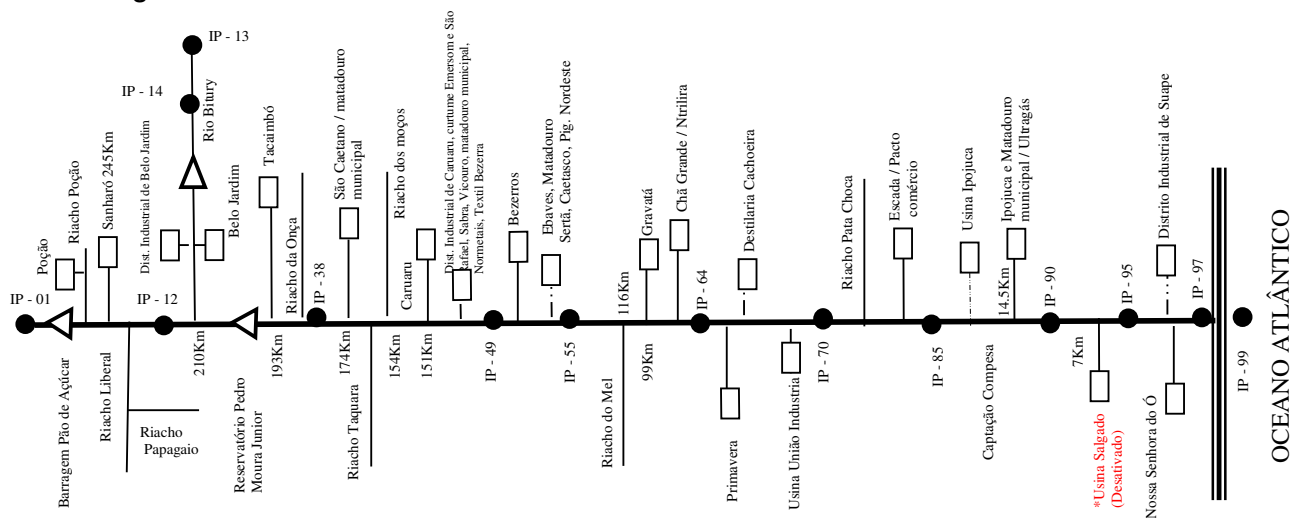 IP - 01
Barragem Pão de Açúcar
Poção
Riacho Poção
Sanharó 245Km
Riacho Liberal
Riacho
Papagaio
IP - 12
Dist. Industrial de Belo Jardim
210Km
IP - 13
IP - 14
Rio Bitury
Belo Jardim
Reservatório Pedro
Moura Junior
Tacaimbó
193Km
Riacho da Onça
IP - 38
São Caetano / matadouro
municipal
174Km
Riacho Taquara
Riacho dos moços
154Km
Caruaru
151Km
Dist. Industrial de Caruaru, curtume Emersom e São
Rafael, Sabra, Vicouro, matadouro municipal,
Normetais, Textil Bezerra
IP - 49
Bezerros
Ebaves, Matadouro
Sertã, Caetasco, Pig. Nordeste
IP - 55
Riacho do Mel
116Km
Gravatá
99Km
Chã Grande / Ntrilira
IP - 64
Primavera
Destilaria Cachoeira
Usina União Industria
IP - 70
Riacho Pata Choca
Escada / Pacto
comércio
IP - 85
Usina Ipojuca
Captação Compesa
Ipojuca e Matadouro
municipal / Ultragás
14.5Km
IP - 90
7Km
*Usina Salgado
(Desativado)
IP - 95
Nossa Senhora do Ó
Distrito Industrial de Suape
IP - 97
IP - 99
OCEANO ATLÂNTICO